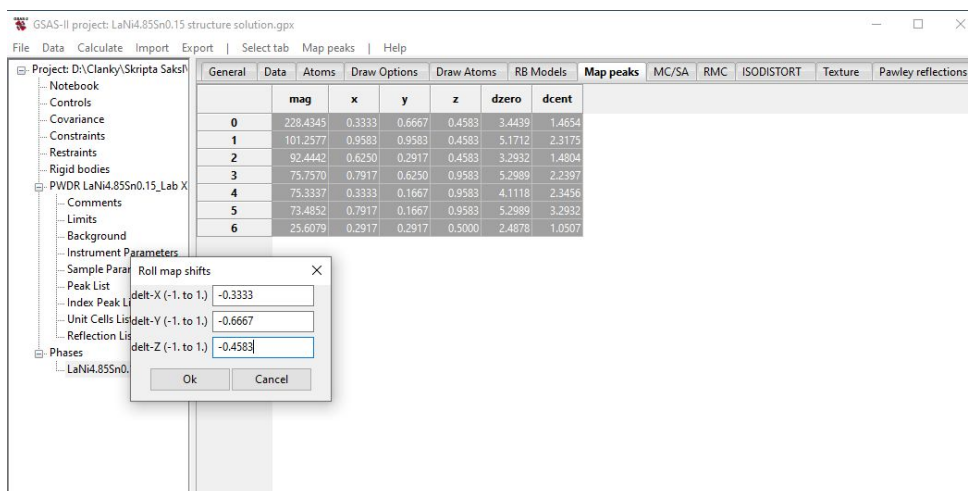 GSAS-II project: LaNi4.85Sn0.15 structure solution.gpx
File Data Calculate Import Export | Select tab Map peaks | Help
Project: D:\Clanky\Skripta Saksl\
Notebook
Controls
Covariance
Constraints
Restraints
Rigid bodies
PWDR LaNi4.85Sn0.15_Lab X
Comments
Limits
Background
Instrument Parameters
Sample Parar
Peak List
Index Peak Li
Unit Cells Lis
Reflection Lis
Phases
LaNi4.85Sn0.
General Data Atoms Draw Options Draw Atoms RB Models Map peaks MC/SA RMC ISODISTORT Texture Pawley reflections
mag x y z dzero dcent
0 228.4345 0.3333 0.6667 0.4583 3.4439 1.4654
1 101.2577 0.9583 0.9583 0.4583 5.1712 2.3175
2 92.4442 0.6250 0.2917 0.4583 3.2932 1.4804
3 75.7570 0.7917 0.6250 0.9583 5.2989 2.2397
4 75.3337 0.3333 0.1667 0.9583 4.1118 2.3456
5 73.4852 0.7917 0.1667 0.9583 5.2989 3.2932
6 25.6079 0.2917 0.2917 0.5000 2.4878 1.0507
Roll map shifts
delt-X (-1. to 1.) -0.3333
delt-Y (-1. to 1.) -0.6667
delt-Z (-1. to 1.) -0.4583
Ok Cancel